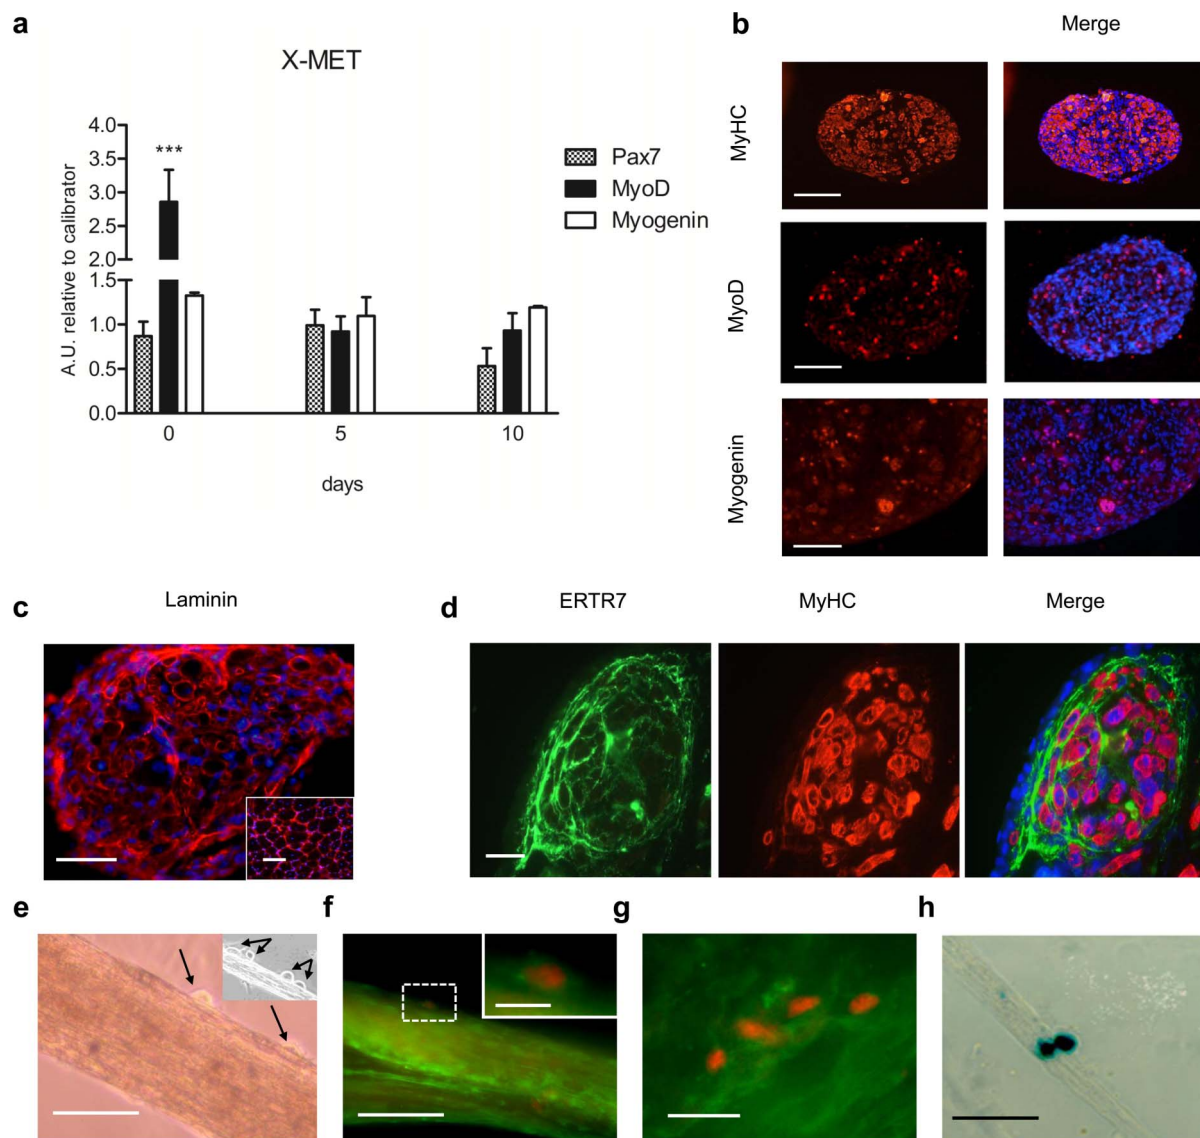 a
X-MET
4.0
3.5
3.0
2.5
2.0
1.5
1.0
0.5
0.0
A.U. relative to calibrator
***
Pax7
MyoD
Myogenin
0 5 10
days
b
Merge
MyHC
MyoD
Myogenin
c
Laminin
d
ERTR7 MyHC Merge
e
f
g
h